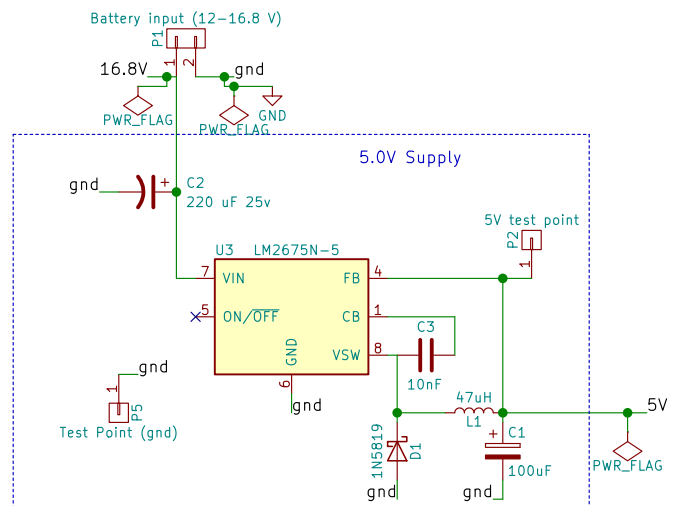 Battery input (12-16.8 V)
P1
1
2
16.8V
gnd
PWR_FLAG
PWR_FLAG
GND
5.0V Supply
gnd
+
C2
220 uF 25v
5V test point
P2
1
U3
LM2675N-5
7
VIN
FB
4
5
ON/OFF
CB
1
C3
VSW
8
GND
10nF
6
gnd
gnd
1
P5
Test Point (gnd)
47uH
L1
5V
1N5819
D1
+
C1
100uF
PWR_FLAG
gnd
gnd